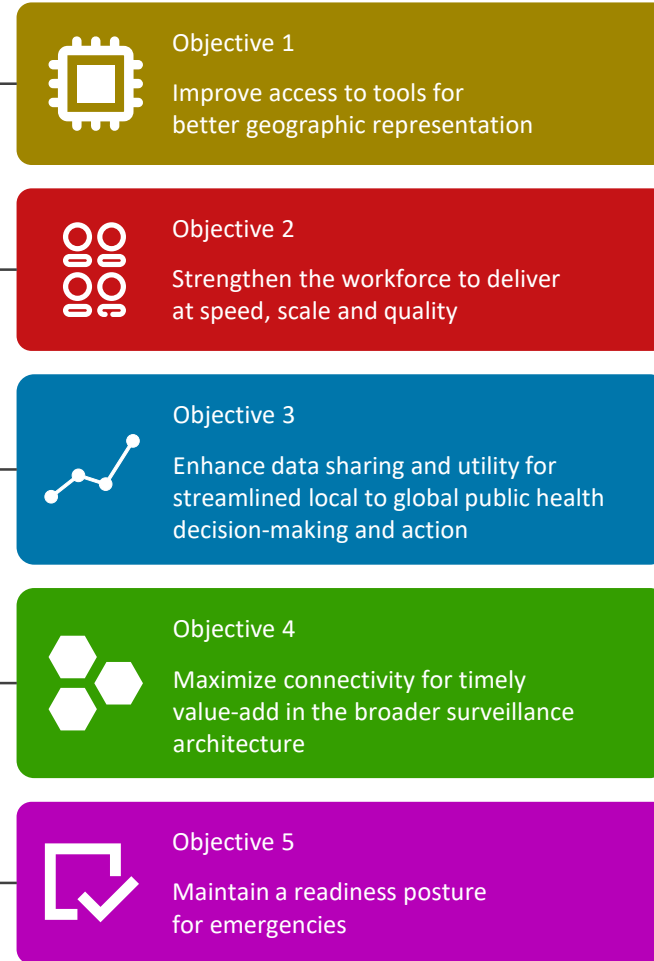 Objective 1
Improve access to tools for
better geographic representation
Objective 2
Strengthen the workforce to deliver
at speed, scale and quality
Objective 3
Enhance data sharing and utility for
streamlined local to global public health
decision-making and action
Objective 4
Maximize connectivity for timely
value-add in the broader surveillance
architecture
Objective 5
Maintain a readiness posture
for emergencies